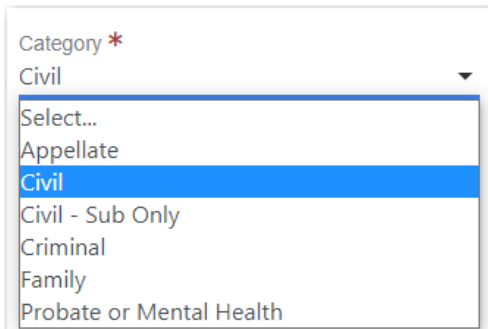 Category *
Civil
Select...
Appellate
Civil
Civil - Sub Only
Criminal
Family
Probate or Mental Health